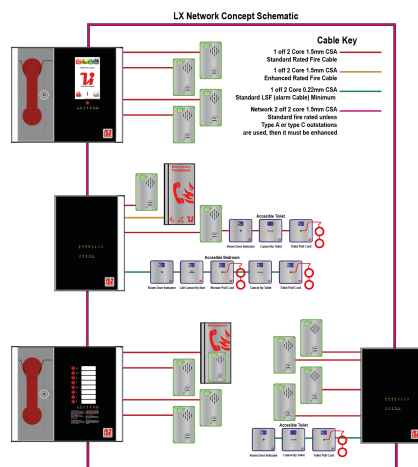 LX Network Concept Schematic
Cable Key
1 off 2 Core 1.5mm CSA
Standard Rated Fire Cable
1 off 2 Core 1.5mm CSA
Enhanced Rated Fire Cable
1 off 2 Core 0.22mm CSA
Standard LSF (alarm Cable) Minimum
Network 2 off 2 core 1.5mm CSA
Standard fire rated unless
Type A or type C outstations
are used, then it must be enhanced
Accessible Toilet
Room Door Indicator
Cancel By Toilet
Toilet Pull Cord
Accessible Bedroom
Room Door Indicator
Call Cancel By Bed
Shower Pull Cord
Cancel By Toilet
Toilet Pull Cord
Accessible Toilet
Room Door Indicator
Cancel By Toilet
Toilet Pull Cord